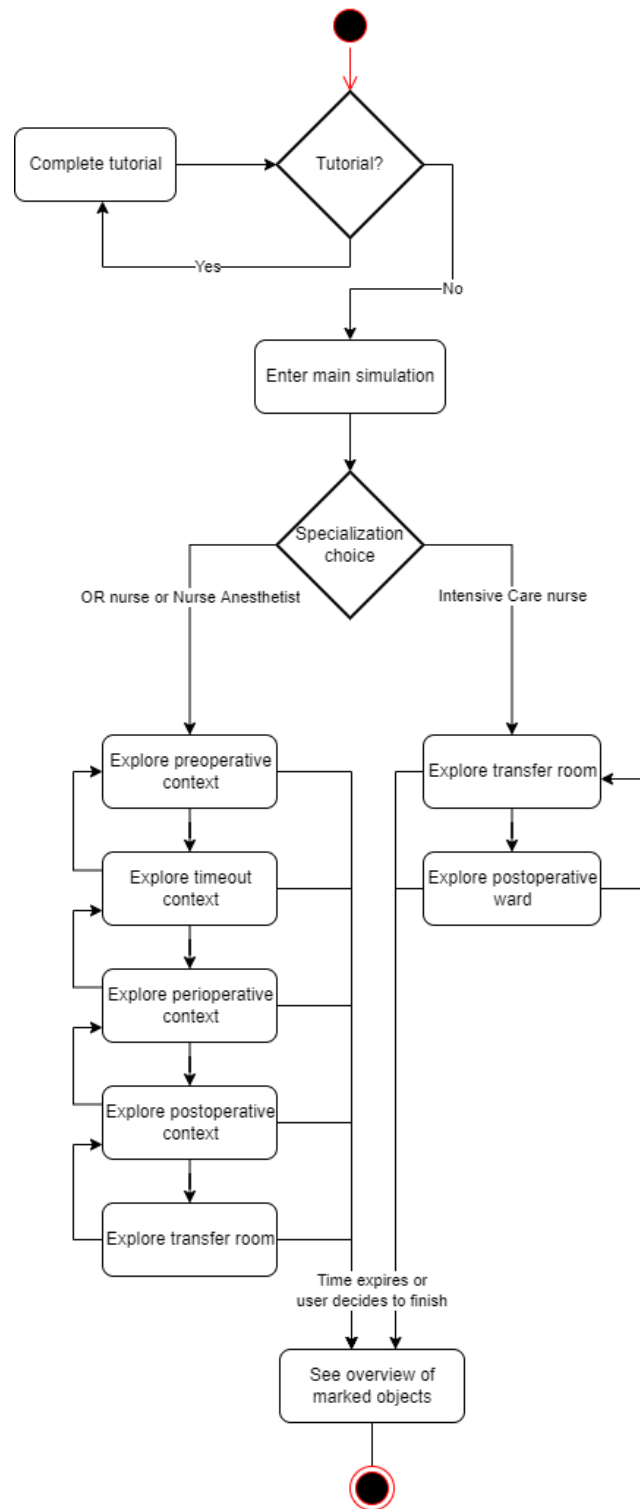 Tutorial?
Complete tutorial
Yes
No
Enter main simulation
Specialization
choice
OR nurse or Nurse Anesthetist
Intensive Care nurse
Explore preoperative
context
Explore transfer room
Explore timeout
context
Explore postoperative
ward
Explore perioperative
context
Explore postoperative
context
Explore transfer room
Time expires or
user decides to finish
See overview of
marked objects